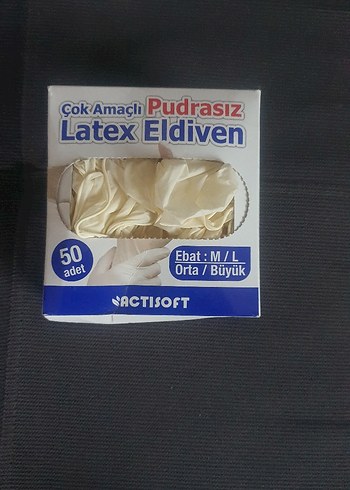 Çok Amaçlı Pudrasız
Latex Eldiven
50
adet
Ebat : M / L
Orta / Büyük
ACTISOFT